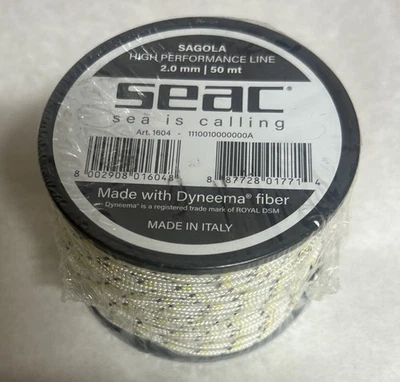 SAGOLA
HIGH PERFORMANCE LINE
2.0 mm | 50 mt
seac®
sea is calling
Art. 1604 - 1110010000000A
8 002908 016048
8 87728 01771 4
Made with Dyneema® fiber
Dyneema® is a registered trade mark of ROYAL DSM
MADE IN ITALY